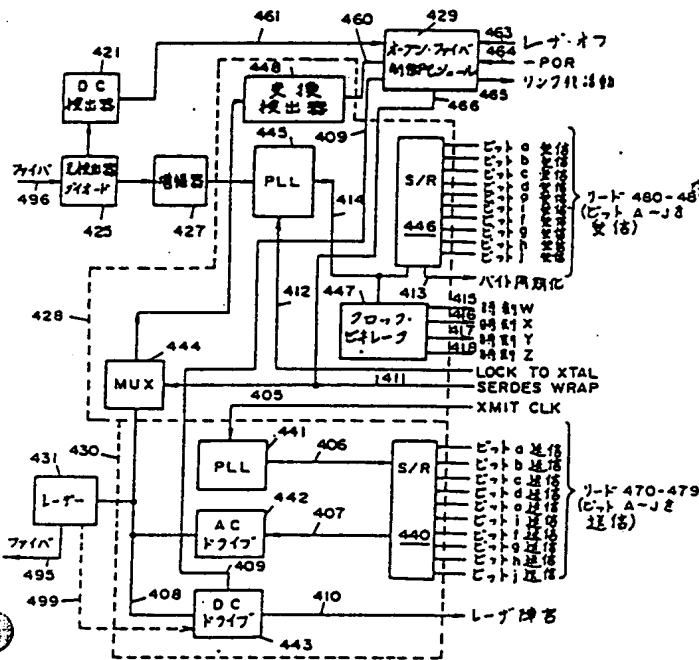 429
461
460
オープン・ファイバ
制御モジュール
463
レーザ・オフ
464
-POR
465
リンク活動
466
421
DC
検出器
448
変換
検出器
409
445
PLL
414
ファイバ
496
光検出器
ダイオード
425
増幅器
427
S/R
446
ビット a 受信
ビット b 受信
ビット c 受信
ビット d 受信
ビット e 受信
ビット i 受信
ビット f 受信
ビット g 受信
ビット h 受信
ビット j 受信
リード 480-48
(ビット A~Jを
受信)
413
バイト同期化
412
447
クロック・
415
時刻W
416
時刻X
417
時刻Y
418
時刻Z
428
444
MUX
LOCK TO XTAL
411
SERDES WRAP
405
XMIT CLK
430
441
PLL
406
S/R
440
431
レーザー
442
AC
ドライブ
407
ビット a 送信
ビット b 送信
ビット c 送信
ビット d 送信
ビット e 送信
ビット i 送信
ビット f 送信
ビット g 送信
ビット h 送信
ビット j 送信
リード 470-479
(ビット A~Jを
送信)
ファイバ
495
499
408
409
DC
ドライブ
443
410
レーザ障害